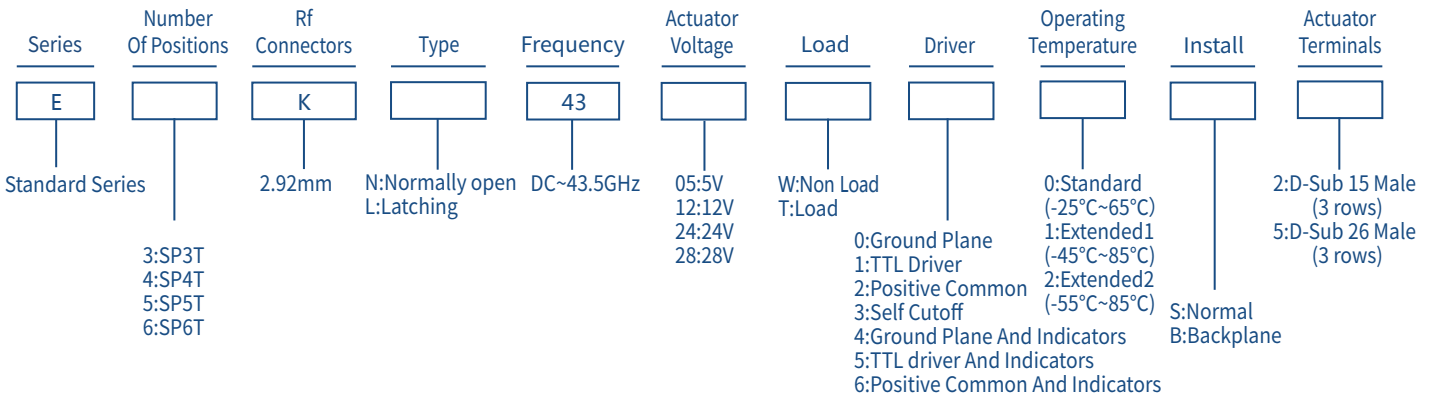 Series
Number
Of Positions
Rf
Connectors
Type
Frequency
Actuator
Voltage
Load
Driver
Operating
Temperature
Install
Actuator
Terminals
E
K
43
Standard Series
3:SP3T
4:SP4T
5:SP5T
6:SP6T
2.92mm
N:Normally open
L:Latching
DC~43.5GHz
05:5V
12:12V
24:24V
28:28V
W:Non Load
T:Load
0:Ground Plane
1:TTL Driver
2:Positive Common
3:Self Cutoff
4:Ground Plane And Indicators
5:TTL driver And Indicators
6:Positive Common And Indicators
0:Standard
(-25°C~65°C)
1:Extended1
(-45°C~85°C)
2:Extended2
(-55°C~85°C)
S:Normal
B:Backplane
2:D-Sub 15 Male
(3 rows)
5:D-Sub 26 Male
(3 rows)